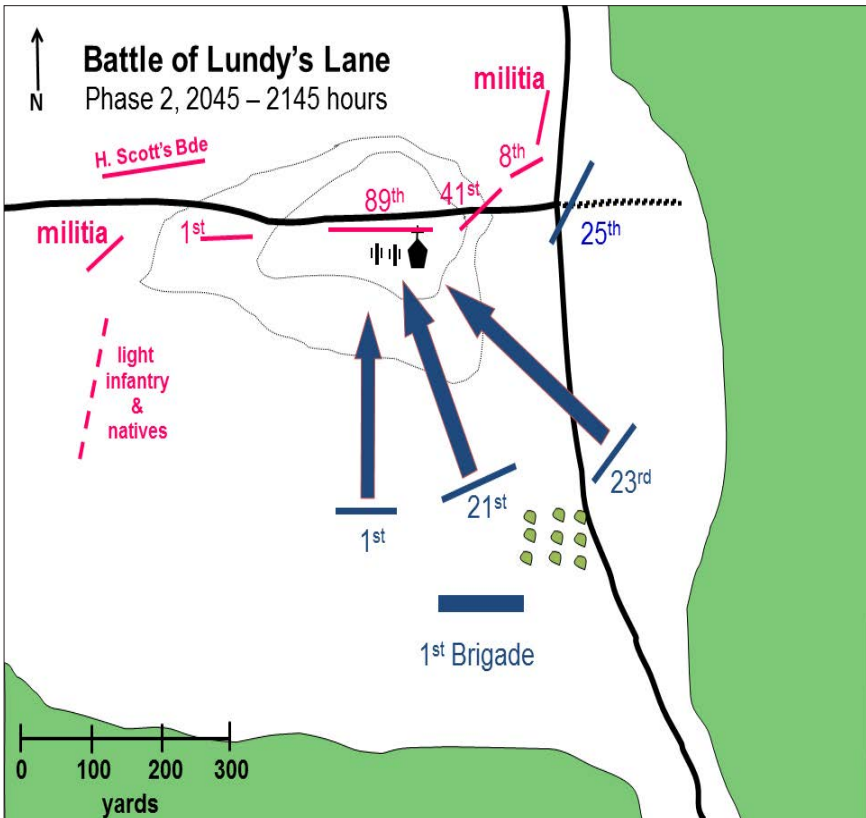 Battle of Lundy's Lane
Phase 2, 2045 – 2145 hours
N
militia
H. Scott's Bde
8th
89th
41st
militia
1st
25th
light
infantry
&
natives
23rd
21st
1st
1st Brigade
0 100 200 300
yards